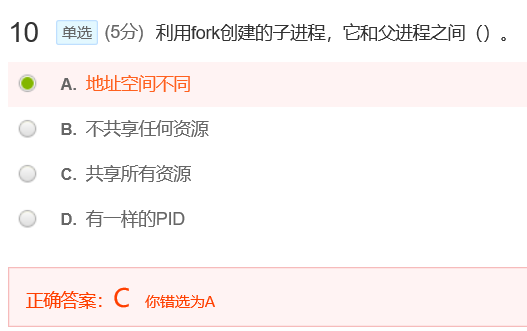 10 单选 (5分) 利用fork创建的子进程，它和父进程之间（）。
A. 地址空间不同
B. 不共享任何资源
C. 共享所有资源
D. 有一样的PID
正确答案：C 你错选为A